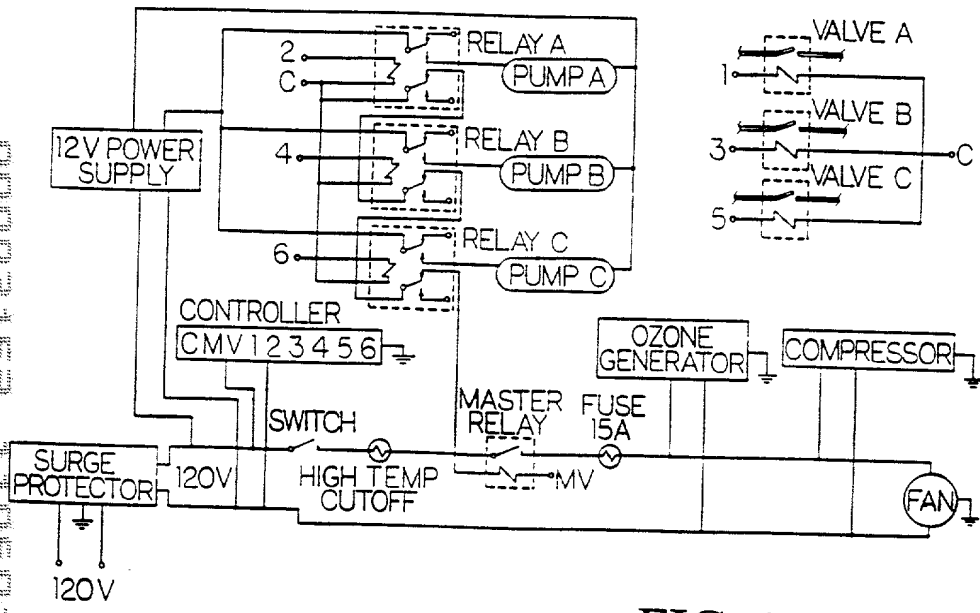 RELAY A
2
C
PUMP A
VALVE A
1
12V POWER
SUPPLY
RELAY B
4
PUMP B
VALVE B
3
C
VALVE C
5
RELAY C
6
PUMP C
CONTROLLER
CMV 1 2 3 4 5 6
OZONE
GENERATOR
COMPRESSOR
SWITCH
MASTER
RELAY
FUSE
15A
SURGE
PROTECTOR
120V
HIGH TEMP
CUTOFF
MV
FAN
120V